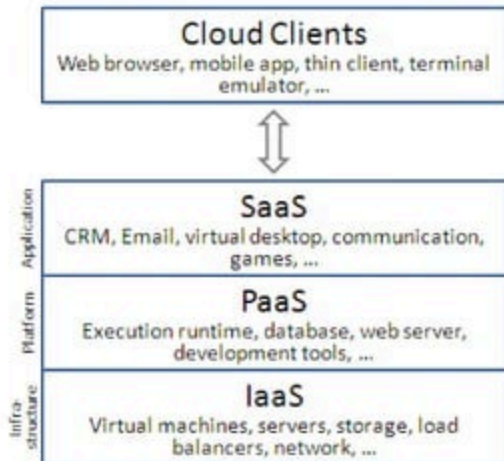 Cloud Clients
Web browser, mobile app, thin client, terminal
emulator, ...
Application
SaaS
CRM, Email, virtual desktop, communication,
games, ...
Platform
PaaS
Execution runtime, database, web server,
development tools, ...
Infra-
structure
IaaS
Virtual machines, servers, storage, load
balancers, network, ...